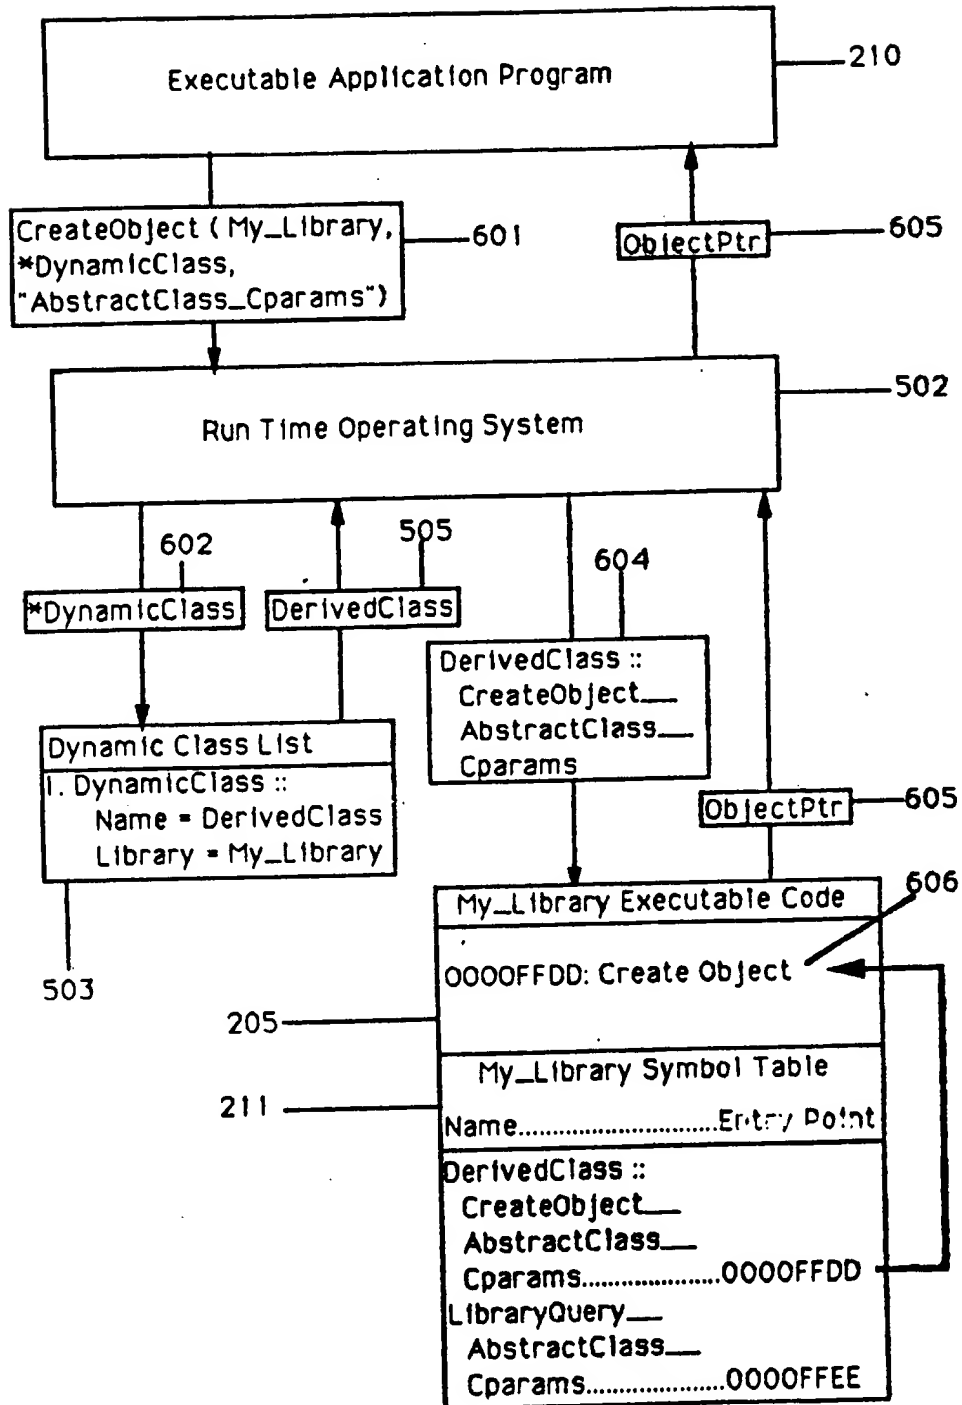 Executable Application Program
210
CreateObject ( My_Library,
*DynamicClass,
"AbstractClass_Cparams")
601
ObjectPtr
605
Run Time Operating System
502
602
505
604
*DynamicClass
DerivedClass
DerivedClass ::
CreateObject__
AbstractClass__
Cparams
Dynamic Class List
1. DynamicClass ::
Name = DerivedClass
Library = My_Library
503
ObjectPtr
605
606
My_Library Executable Code
0000FFDD: Create Object
205
My_Library Symbol Table
211
Name..............................Entry Point
DerivedClass ::
CreateObject__
AbstractClass__
Cparams......................0000FFDD
LibraryQuery__
AbstractClass__
Cparams......................0000FFEE